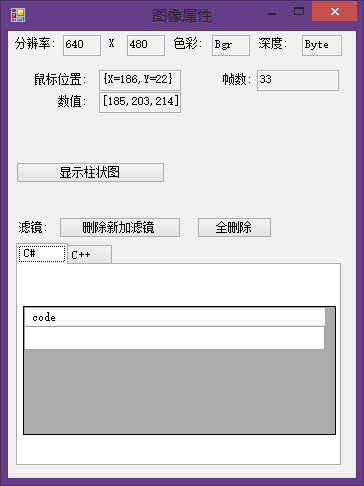 图像属性
分辨率: 640 X 480 色彩: Bgr 深度: Byte
鼠标位置: {X=186,Y=22} 帧数: 33
数值: [185,203,214]
显示柱状图
滤镜: 删除新加滤镜 全删除
C# C++
code